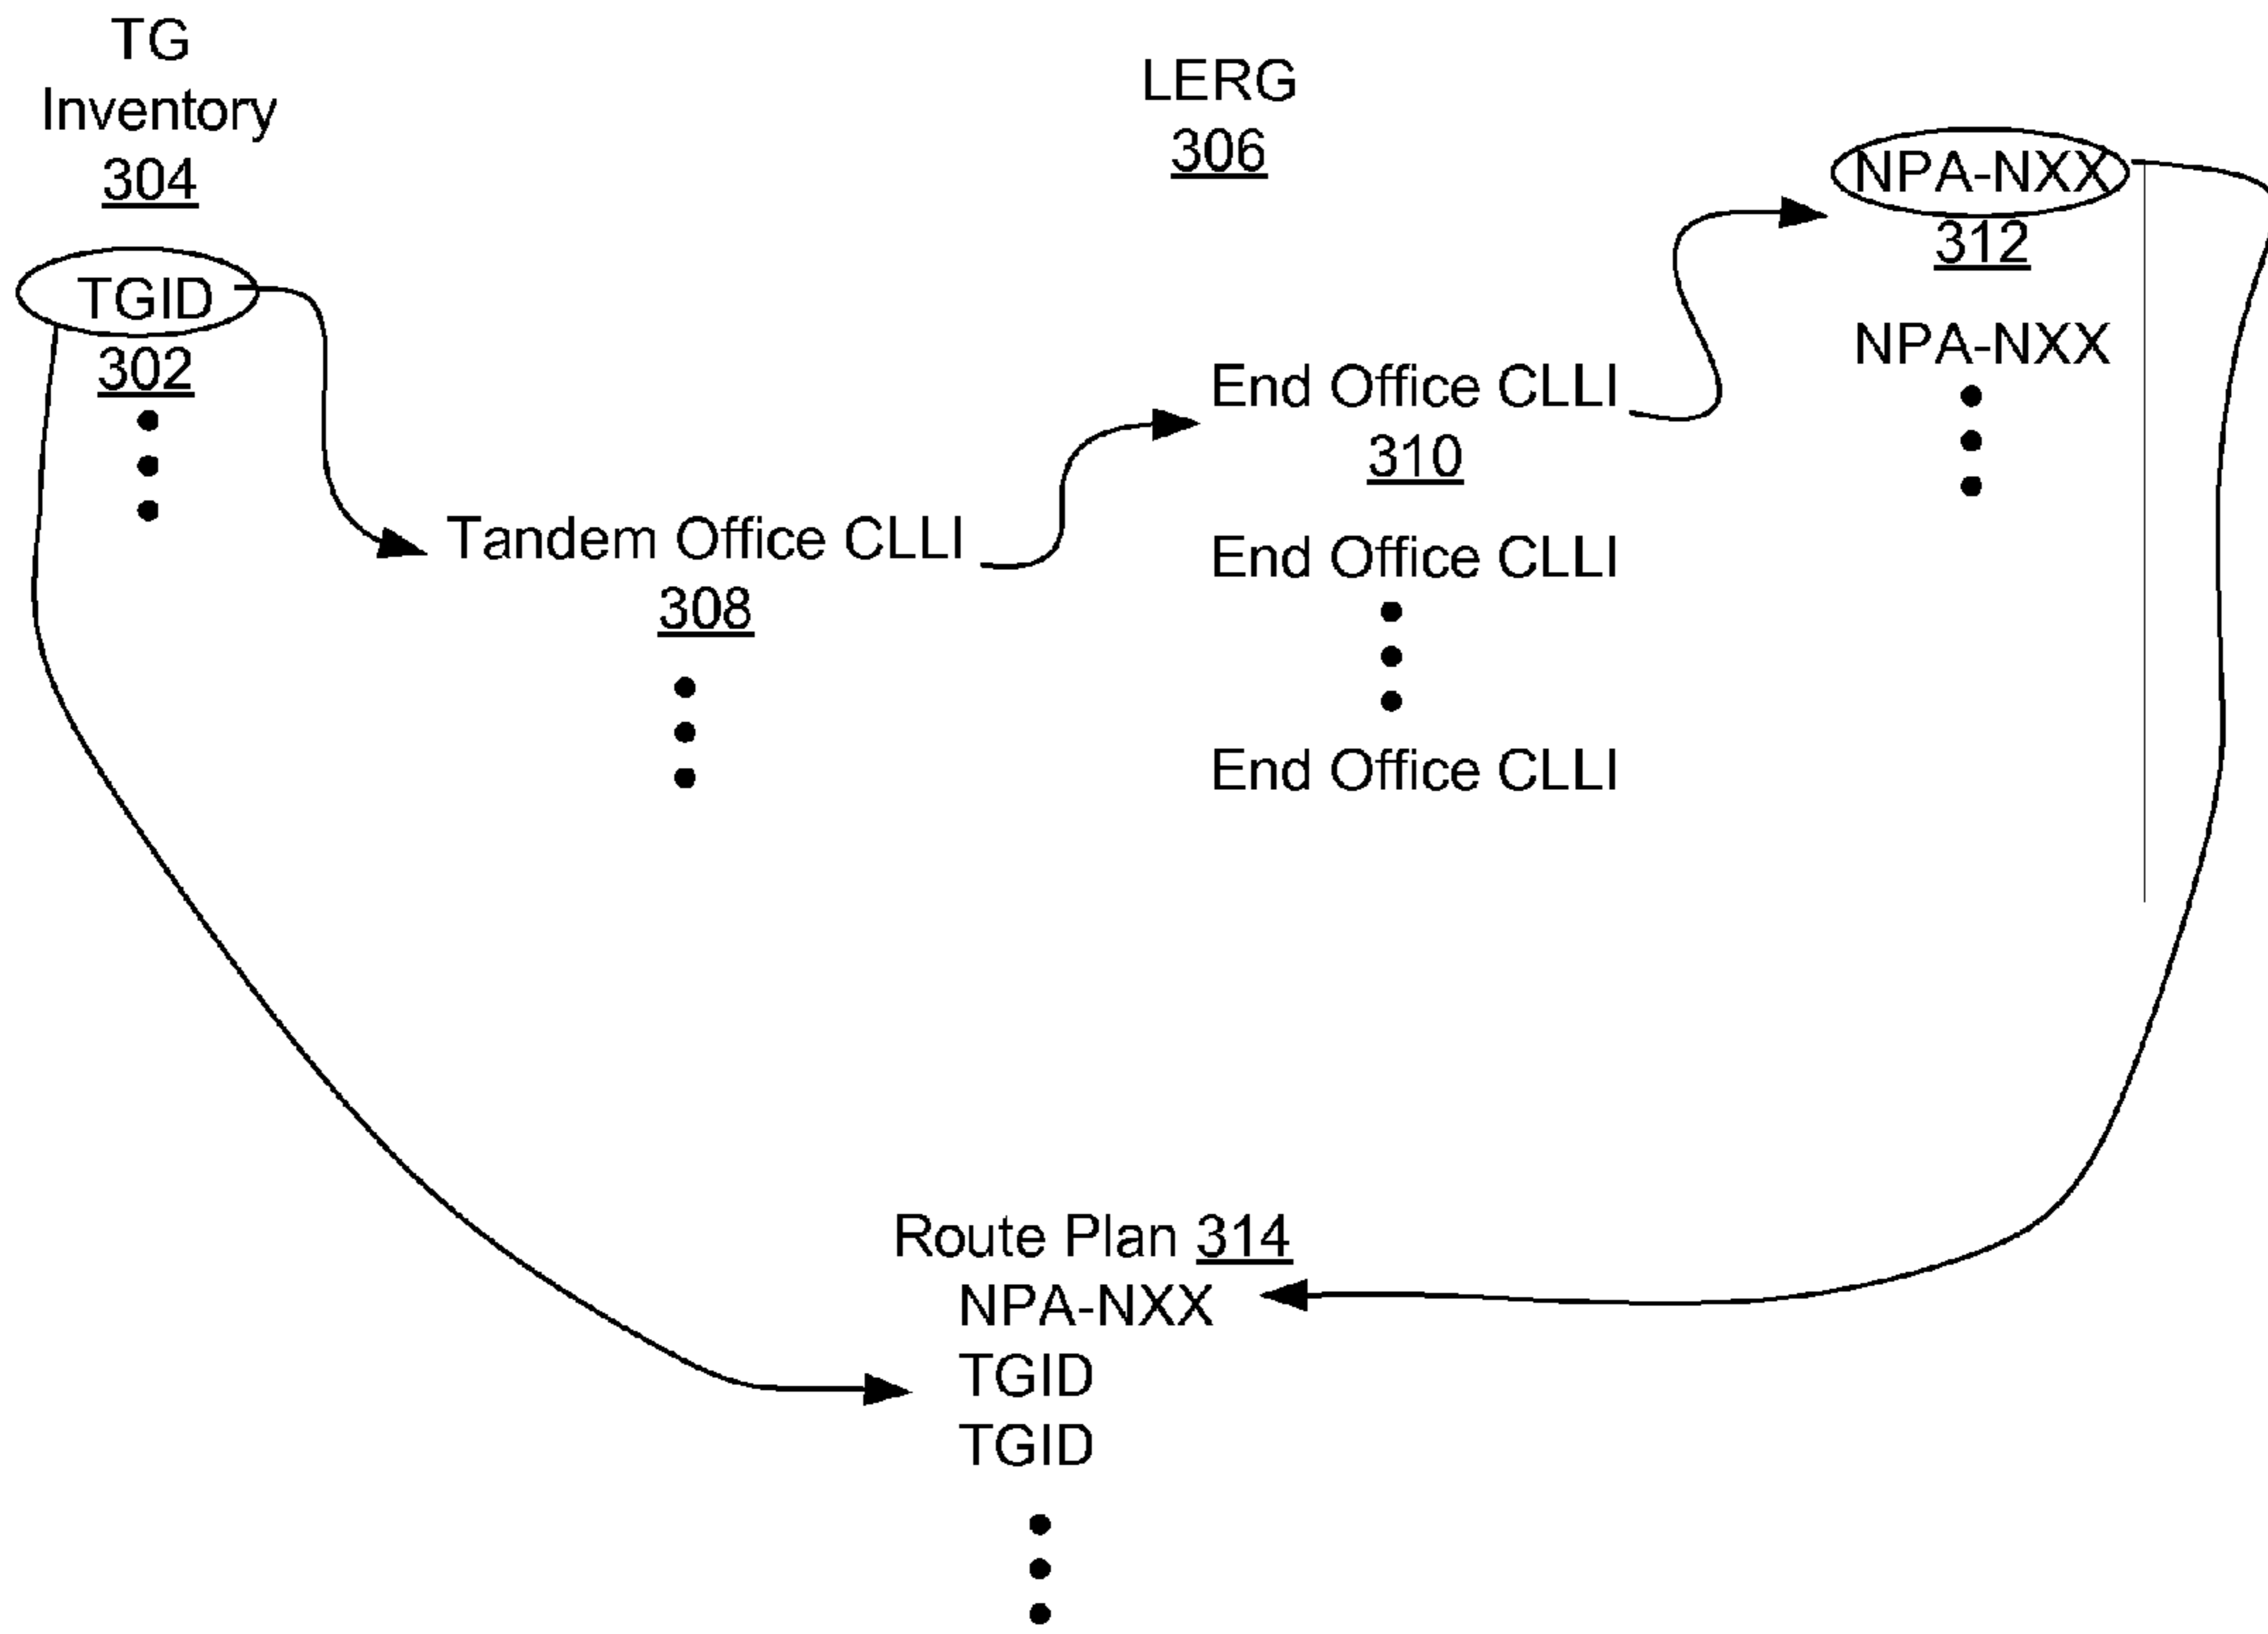 TG
Inventory
304
TGID
302
LERG
306
Tandem Office CLLI
308
End Office CLLI
310
End Office CLLI
End Office CLLI
NPA-NXX
312
NPA-NXX
Route Plan 314
NPA-NXX
TGID
TGID